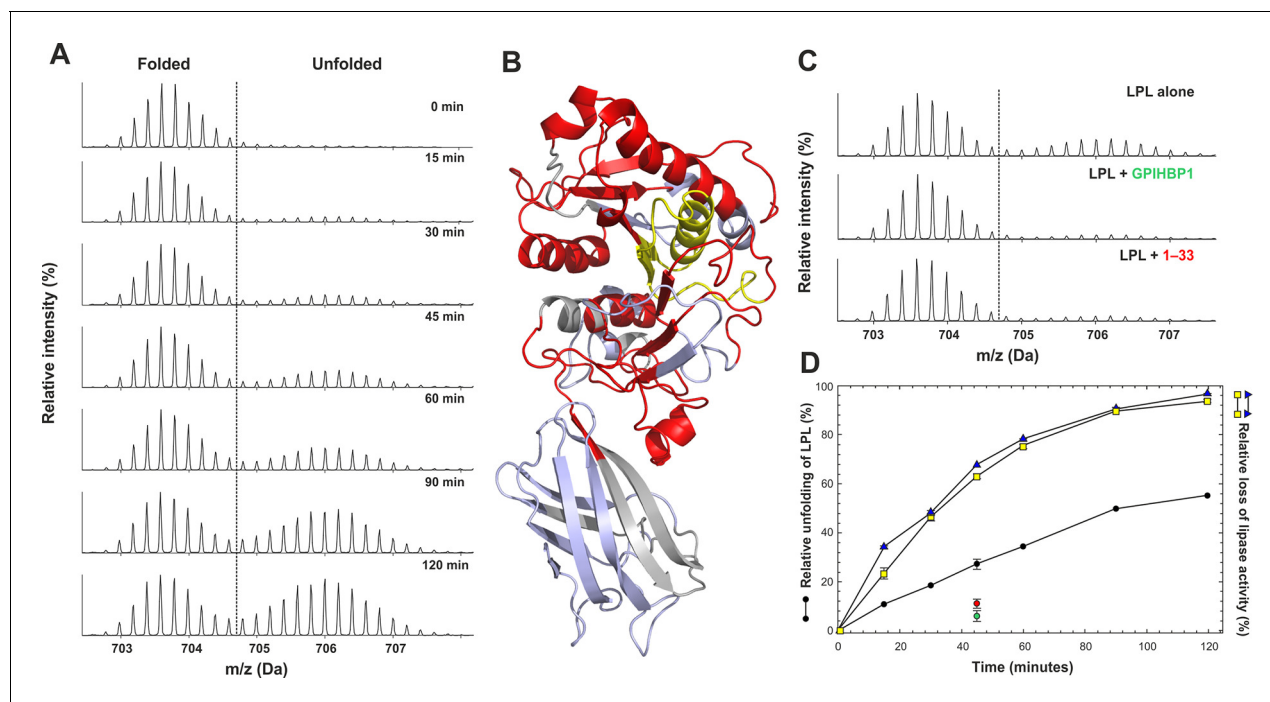 A
Folded
Unfolded
0 min
15 min
30 min
45 min
60 min
90 min
120 min
Relative intensity (%)
703
704
705
706
707
m/z (Da)
B
C
LPL alone
LPL + GPIHBP1
LPL + 1–33
Relative intensity (%)
703
704
705
706
707
m/z (Da)
D
100
80
60
40
20
0
Relative unfolding of LPL (%)
Relative loss of lipase activity (%)
0
20
40
60
80
100
120
Time (minutes)